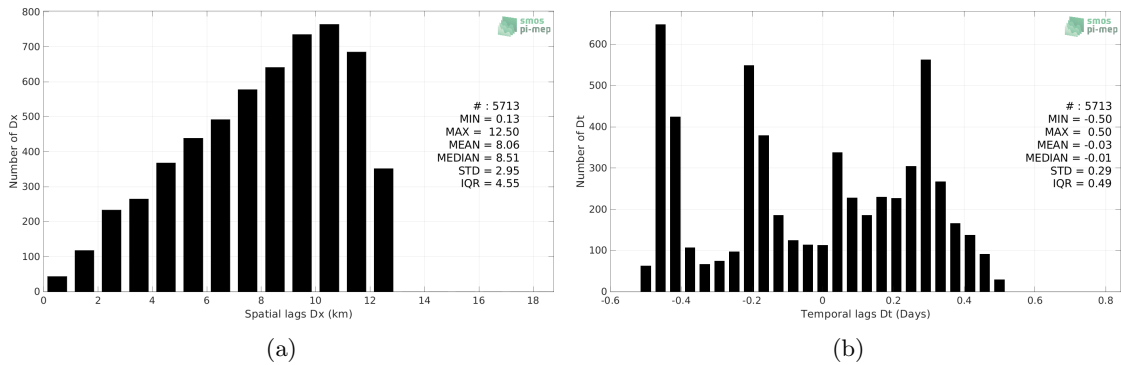 800
700
600
500
400
300
200
100
0
Number of Dx
0 2 4 6 8 10 12 14 16 18
Spatial lags Dx (km)
smos
pi-mep
# : 5713
MIN = 0.13
MAX = 12.50
MEAN = 8.06
MEDIAN = 8.51
STD = 2.95
IQR = 4.55
(a)
600
500
400
300
200
100
0
Number of Dt
-0.6 -0.4 -0.2 0 0.2 0.4 0.6 0.8
Temporal lags Dt (Days)
smos
pi-mep
# : 5713
MIN = -0.50
MAX = 0.50
MEAN = -0.03
MEDIAN = -0.01
STD = 0.29
IQR = 0.49
(b)